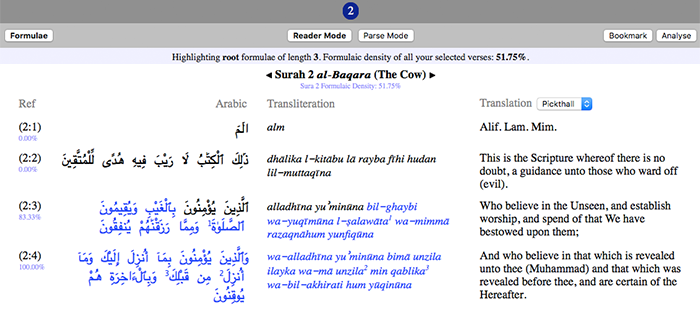 2
Formulae Reader Mode Parse Mode Bookmark Analyse
Highlighting root formulae of length 3. Formulaic density of all your selected verses: 51.75%.
◀ Surah 2 al-Baqara (The Cow) ▶
Sura 2 Formulaic Density: 51.75%
Ref Arabic Transliteration Translation Pickthall
(2:1)
0.00%
الٓمٓ
alm
Alif. Lam. Mim.
(2:2)
0.00%
ذَٰلِكَ ٱلْكِتَٰبُ لَا رَيْبَ فِيهِ هُدًى لِّلْمُتَّقِينَ
dhālika l-kitābu lā rayba fīhi hudan
lil-muttaqīna
This is the Scripture whereof there is no
doubt, a guidance unto those who ward off
(evil).
(2:3)
83.33%
ٱلَّذِينَ يُؤْمِنُونَ بِٱلْغَيْبِ وَيُقِيمُونَ
ٱلصَّلَوٰةَ¹ وَمِمَّا رَزَقْنَٰهُمْ يُنفِقُونَ
alladhīna yu'minūna bil-ghaybi
wa-yuqīmūna l-ṣalawāta³ wa-mimmā
razaqnāhum yunfiqūna
Who believe in the Unseen, and establish
worship, and spend of that We have
bestowed upon them;
(2:4)
100.00%
وَٱلَّذِينَ يُؤْمِنُونَ بِمَآ أُنزِلَ إِلَيْكَ وَمَآ
أُنزِلَ² مِن قَبْلِكَ³ وَبِٱلْءَاخِرَةِ هُمْ
يُوقِنُونَ
wa-alladhīna yu'minūna bimā unzila
ilayka wa-mā unzila² min qablika³
wa-bil-akhirati hum yūqinūna
And who believe in that which is revealed
unto thee (Muhammad) and that which was
revealed before thee, and are certain of the
Hereafter.